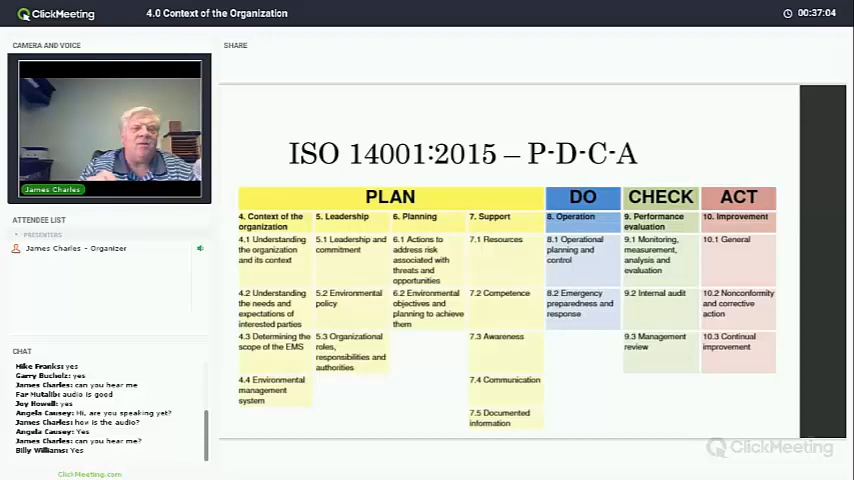 ClickMeeting
4.0 Context of the Organization
00:37:04
CAMERA AND VOICE
SHARE
James Charles
ATTENDEE LIST
PRESENTERS
James Charles - Organizer
CHAT
Mike Franks: yes
Garry Bucholz: yes
James Charles: can you hear me
Far Mutalib: audio is good
Joy Howell: yes
Angela Causey: Hi, are you speaking yet?
James Charles: how is the audio?
Angela Causey: Yes
James Charles: can you hear me?
Billy Williams: Yes
ClickMeeting.com
ISO 14001:2015 – P-D-C-A
PLAN
DO
CHECK
ACT
4. Context of the
organization
5. Leadership
6. Planning
7. Support
8. Operation
9. Performance
evaluation
10. Improvement
4.1 Understanding
the organization
and its context
5.1 Leadership and
commitment
6.1 Actions to
address risk
associated with
threats and
opportunities
7.1 Resources
8.1 Operational
planning and
control
9.1 Monitoring,
measurement,
analysis and
evaluation
10.1 General
4.2 Understanding
the needs and
expectations of
interested parties
5.2 Environmental
policy
6.2 Environmental
objectives and
planning to achieve
them
7.2 Competence
8.2 Emergency
preparedness and
response
9.2 Internal audit
10.2 Nonconformity
and corrective
action
4.3 Determining the
scope of the EMS
5.3 Organizational
roles,
responsibilities and
authorities
7.3 Awareness
9.3 Management
review
10.3 Continual
improvement
4.4 Environmental
management
system
7.4 Communication
7.5 Documented
information
ClickMeeting